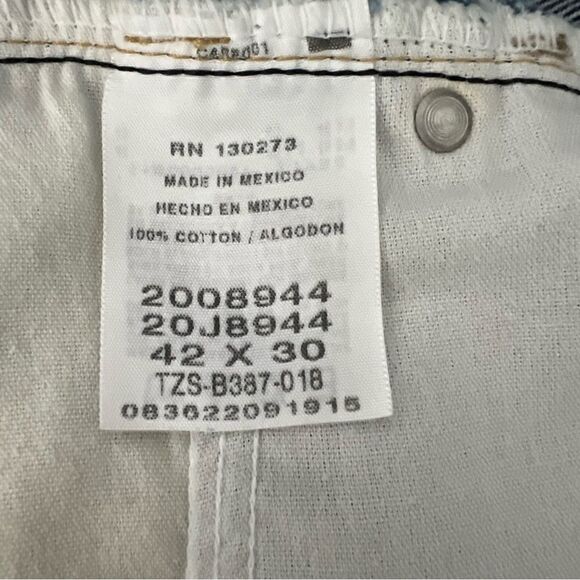 RN 130273
MADE IN MEXICO
HECHO EN MEXICO
100% COTTON / ALGODON
2008944
20J8944
42 X 30
TZS-B387-018
083622091915